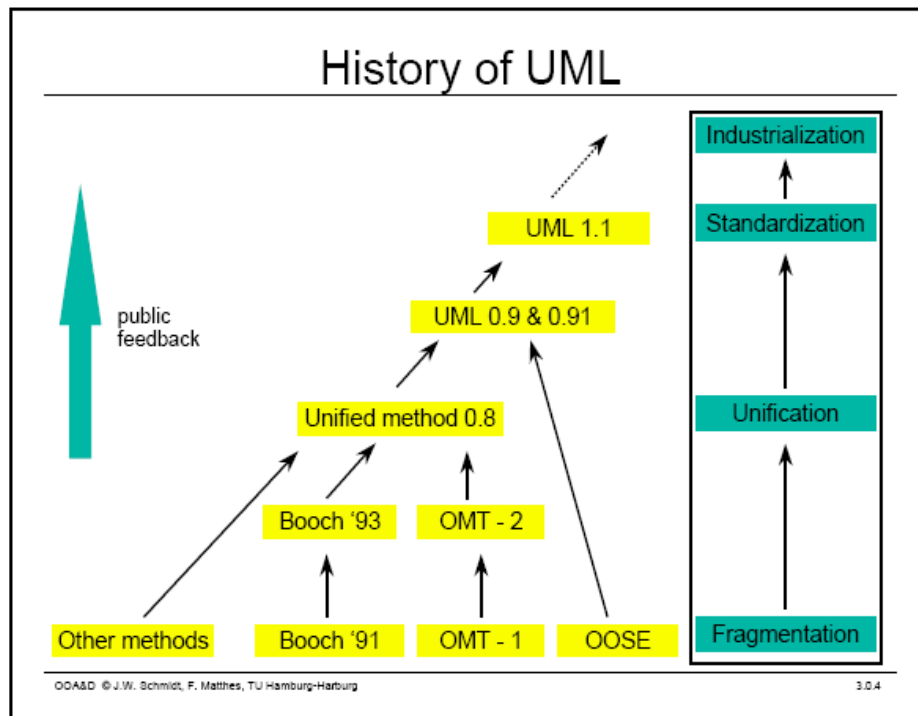 History of UML
Industrialization
UML 1.1
Standardization
public
feedback
UML 0.9 & 0.91
Unified method 0.8
Unification
Booch ‘93
OMT - 2
Other methods
Booch ‘91
OMT - 1
OOSE
Fragmentation
OOA&D © J.W. Schmidt, F. Matthes, TU Hamburg-Harburg
3.0.4